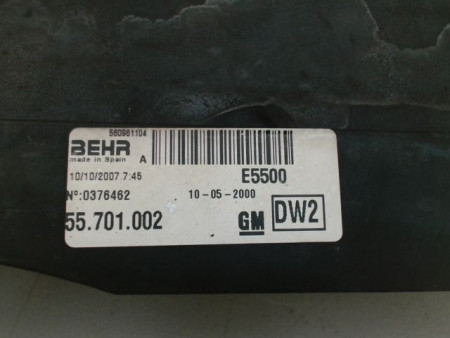 560961104
BEHR
made in Spain A
E5500
10/10/2007.7:45
Nº:0376462 10-05-2000
55.701.002 GM DW2